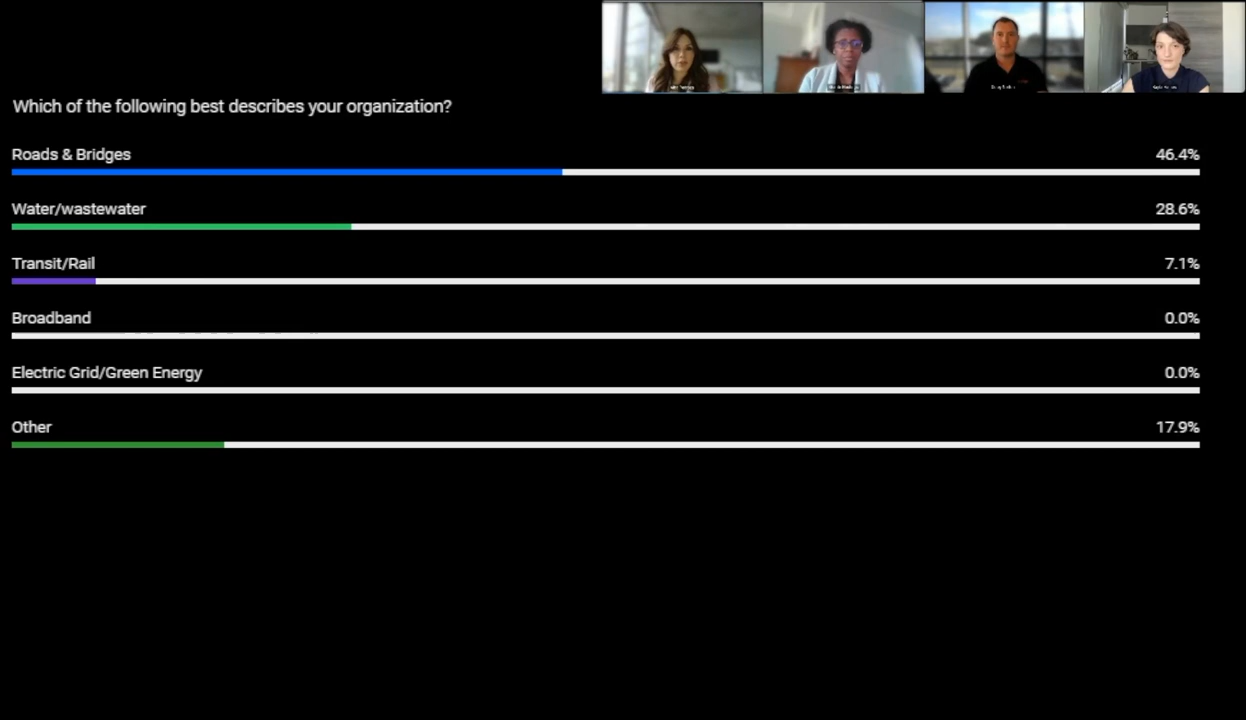 Which of the following best describes your organization?
Roads & Bridges 46.4%
Water/wastewater 28.6%
Transit/Rail 7.1%
Broadband 0.0%
Electric Grid/Green Energy 0.0%
Other 17.9%